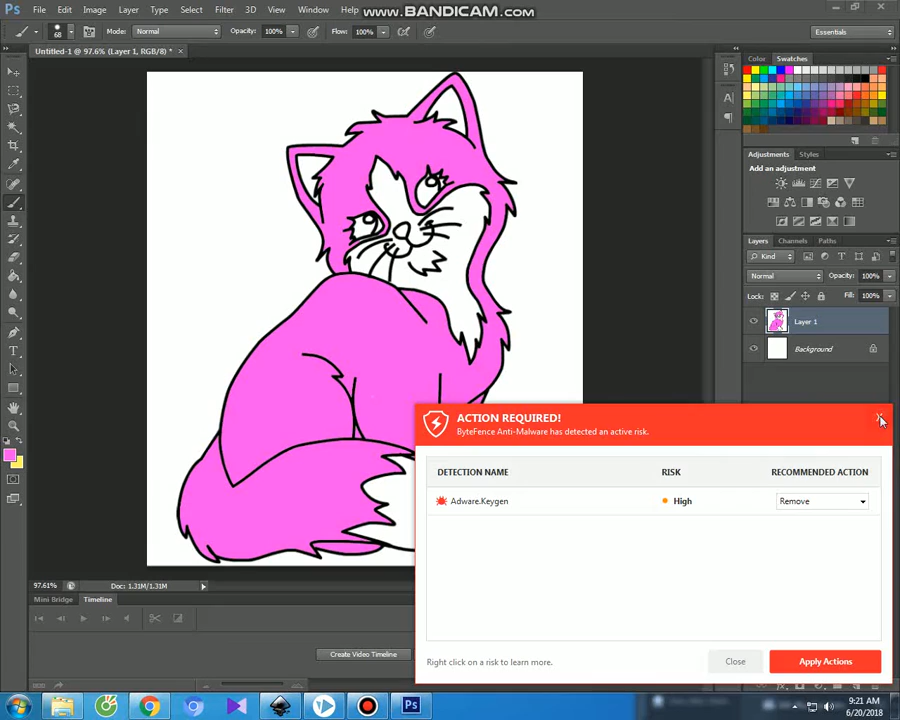 Ps File Edit Image Layer Type Select Filter 3D View Window Help
www.BANDICAM.com
68 Mode: Normal Opacity: 100% Flow: 100% Essentials
Untitled-1 @ 97.6% (Layer 1, RGB/8) * ×
Color Swatches
Adjustments Styles
Add an adjustment
Layers Channels Paths
Kind
Normal Opacity: 100%
Lock: Fill: 100%
Layer 1
Background
ACTION REQUIRED!
ByteFence Anti-Malware has detected an active risk.
DETECTION NAME RISK RECOMMENDED ACTION
Adware.Keygen High Remove
97.61% Doc: 1.31M/1.31M
Mini Bridge Timeline
Create Video Timeline
Right click on a risk to learn more. Close Apply Actions
Ps
9:21 AM
6/20/2018